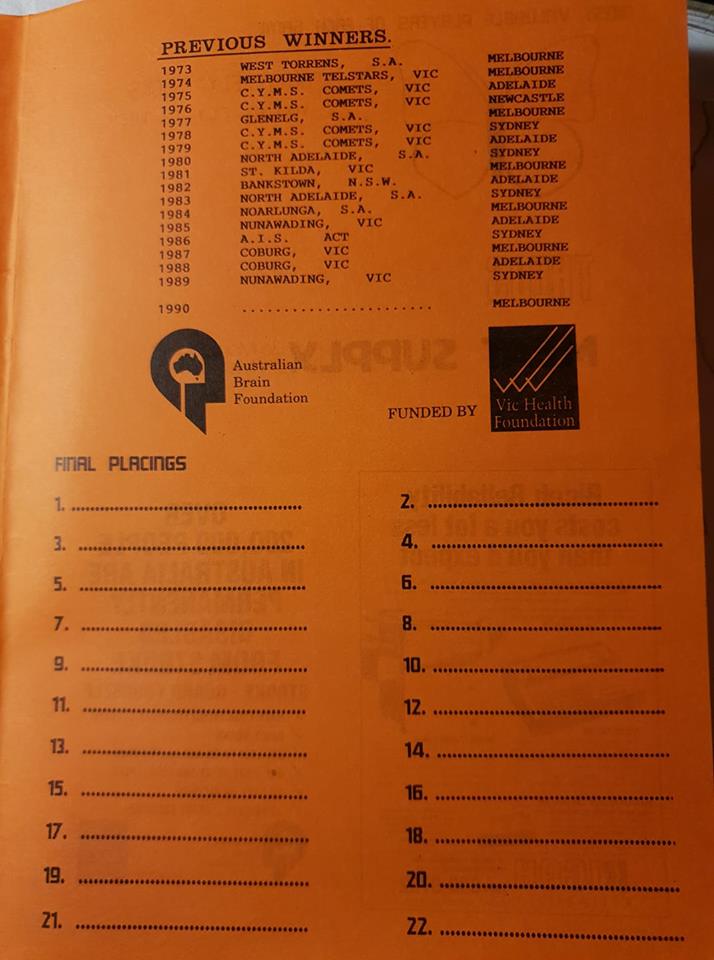 PREVIOUS WINNERS.
1973 WEST TORRENS, S.A. MELBOURNE
1974 MELBOURNE TELSTARS, VIC MELBOURNE
1975 C.Y.M.S. COMETS, VIC ADELAIDE
1976 C.Y.M.S. COMETS, VIC NEWCASTLE
1977 GLENELG, S.A. MELBOURNE
1978 C.Y.M.S. COMETS, VIC SYDNEY
1979 C.Y.M.S. COMETS, VIC ADELAIDE
1980 NORTH ADELAIDE, S.A. SYDNEY
1981 ST. KILDA, VIC MELBOURNE
1982 BANKSTOWN, N.S.W. ADELAIDE
1983 NORTH ADELAIDE, S.A. SYDNEY
1984 NOARLUNGA, S.A. MELBOURNE
1985 NUNAWADING, VIC ADELAIDE
1986 A.I.S. ACT SYDNEY
1987 COBURG, VIC MELBOURNE
1988 COBURG, VIC ADELAIDE
1989 NUNAWADING, VIC SYDNEY
1990 ........................ MELBOURNE
Australian
Brain
Foundation
FUNDED BY
Vic Health
Foundation
FINAL PLACINGS
1. ........................ 2. ........................
3. ........................ 4. ........................
5. ........................ 6. ........................
7. ........................ 8. ........................
9. ........................ 10. ........................
11. ........................ 12. ........................
13. ........................ 14. ........................
15. ........................ 16. ........................
17. ........................ 18. ........................
19. ........................ 20. ........................
21. ........................ 22. ........................